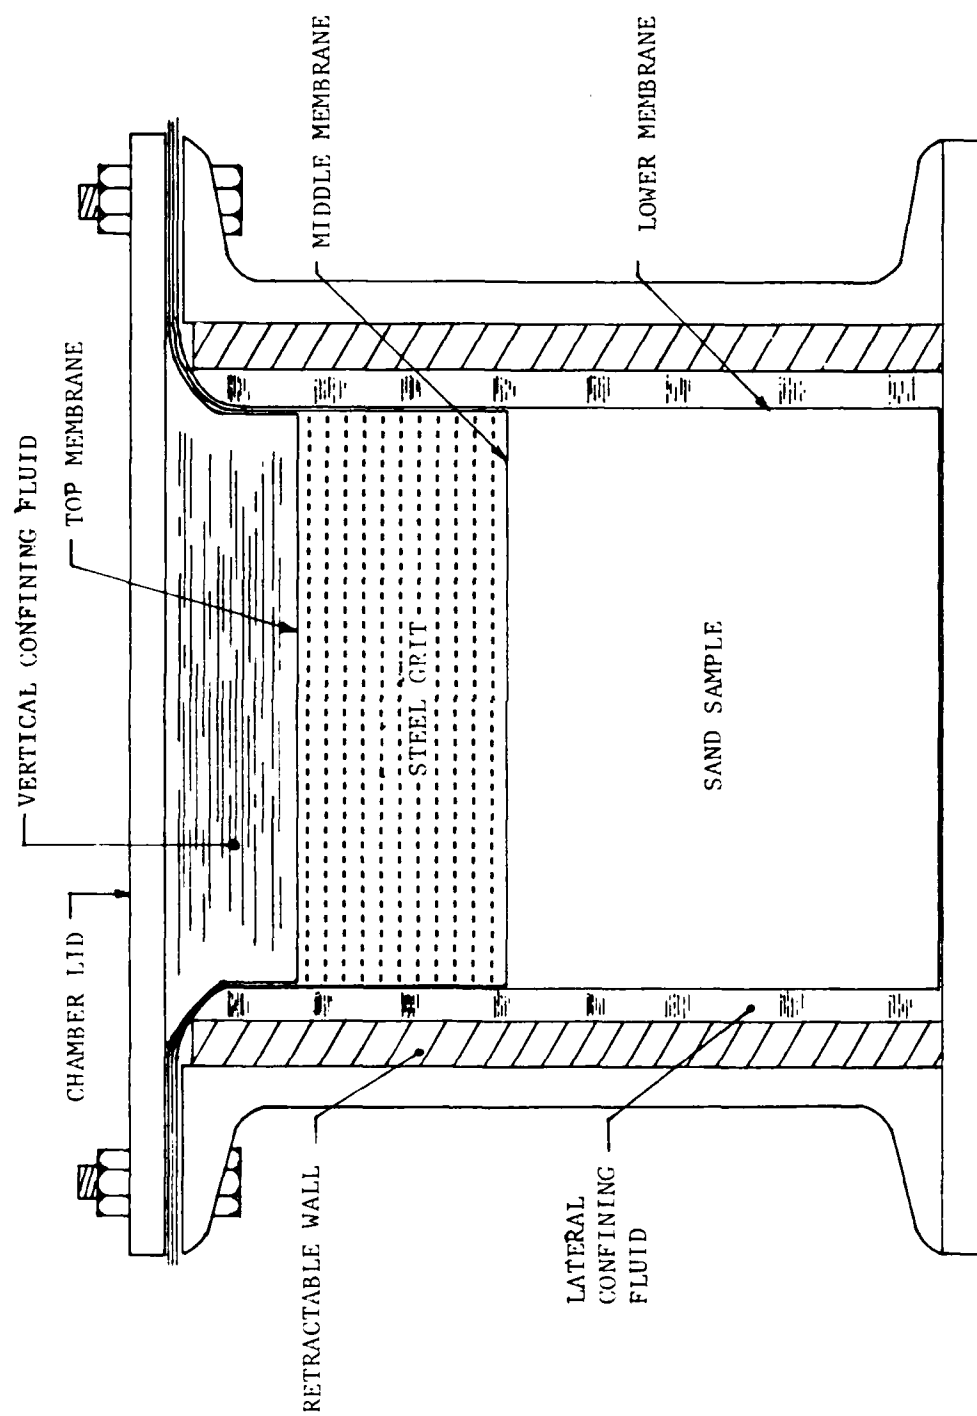 VERTICAL CONFINING FLUID
CHAMBER LID
TOP MEMBRANE
MIDDLE MEMBRANE
RETRACTABLE WALL
STEEL GRIT
LATERAL
CONFINING
FLUID
LOWER MEMBRANE
SAND SAMPLE